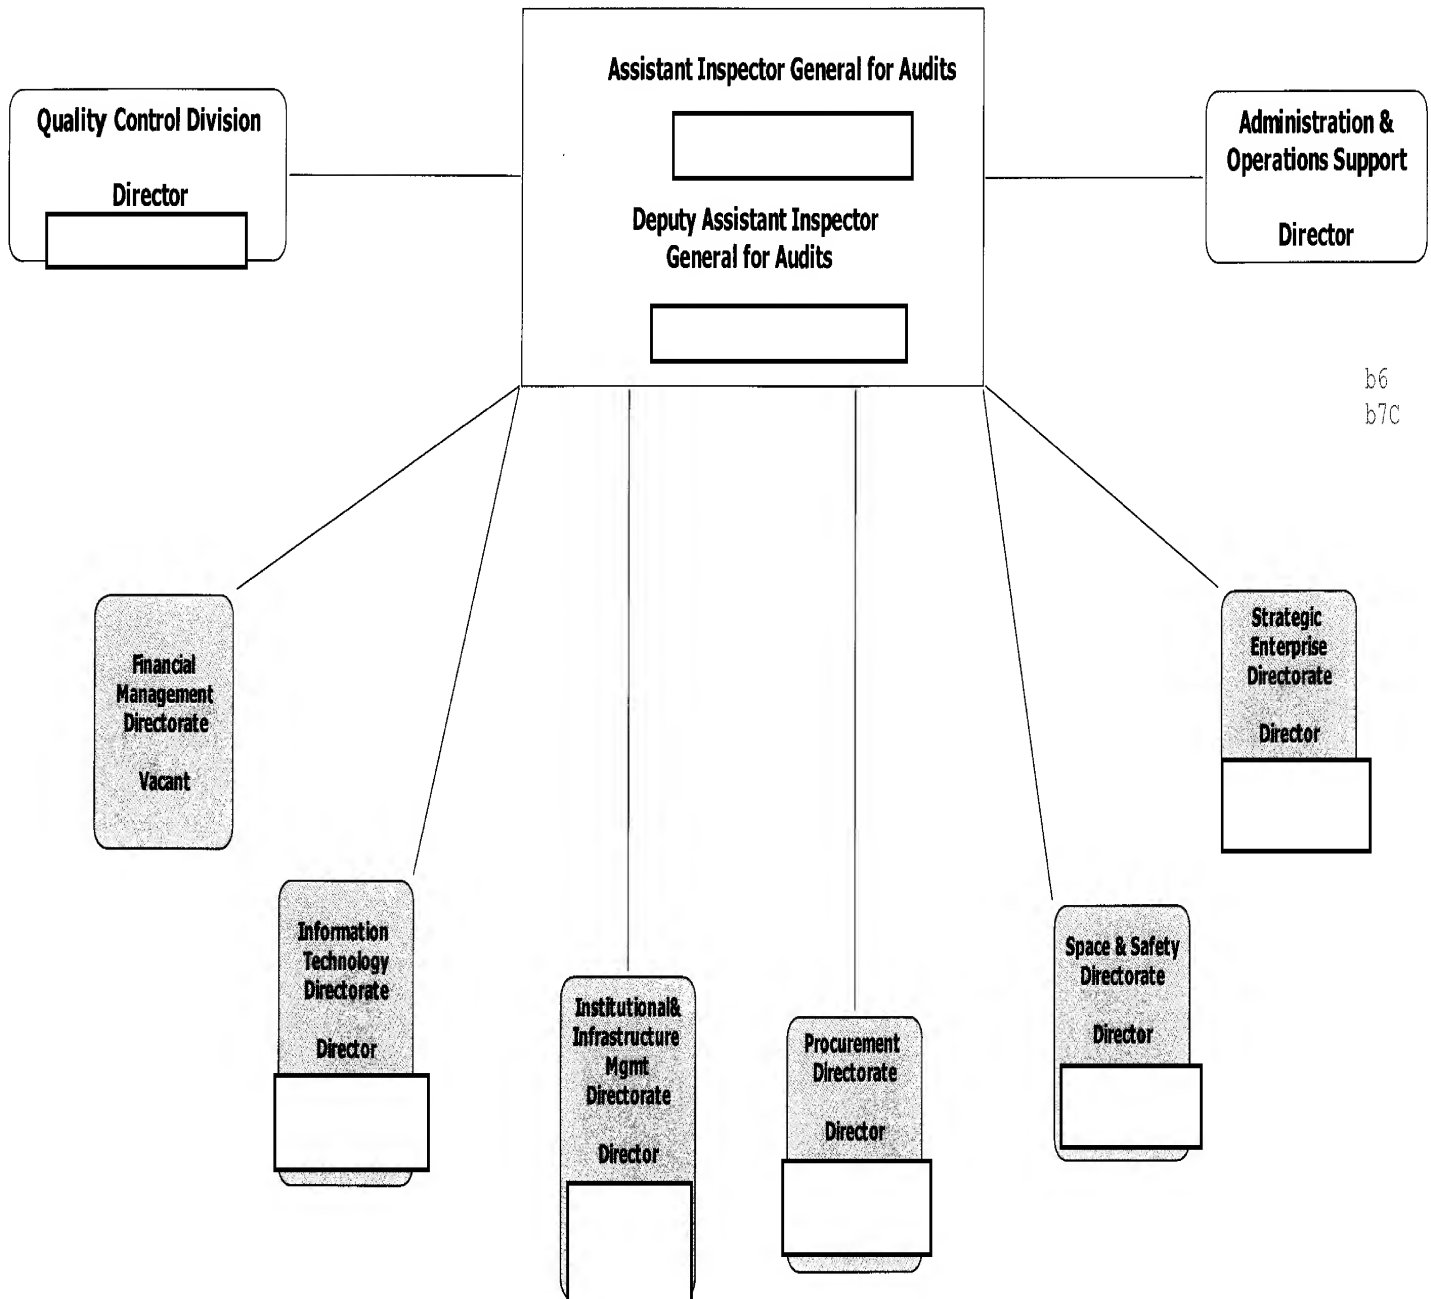 Assistant Inspector General for Audits
Deputy Assistant Inspector
General for Audits
Quality Control Division
Director
Administration &
Operations Support
Director
b6
b7C
Financial
Management
Directorate
Vacant
Information
Technology
Directorate
Director
Institutional&
Infrastructure
Mgmt
Directorate
Director
Procurement
Directorate
Director
Space & Safety
Directorate
Director
Strategic
Enterprise
Directorate
Director